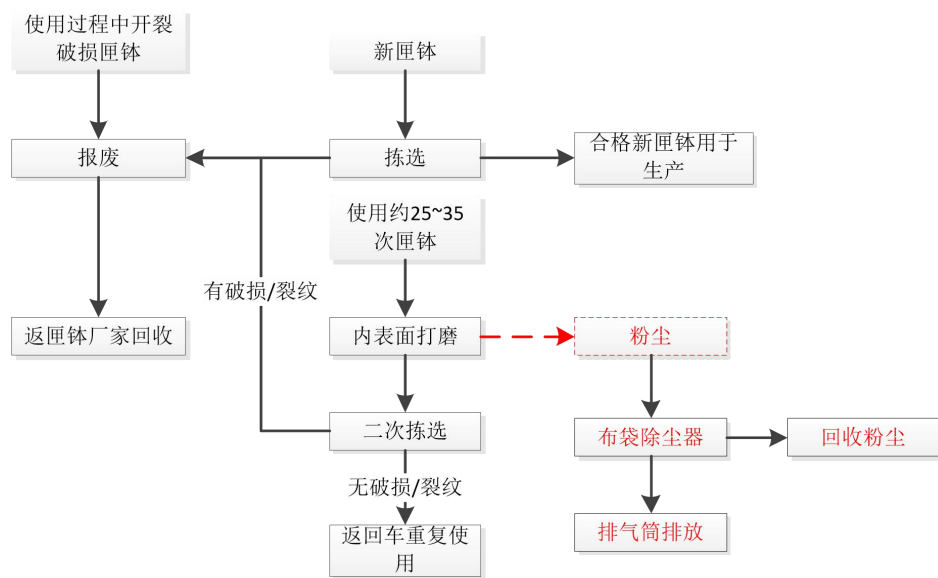 使用过程中开裂
破损匣钵
新匣钵
报废
拣选
合格新匣钵用于
生产
使用约25~35
次匣钵
有破损/裂纹
返匣钵厂家回收
内表面打磨
粉尘
二次拣选
布袋除尘器
回收粉尘
无破损/裂纹
返回车重复使
用
排气筒排放